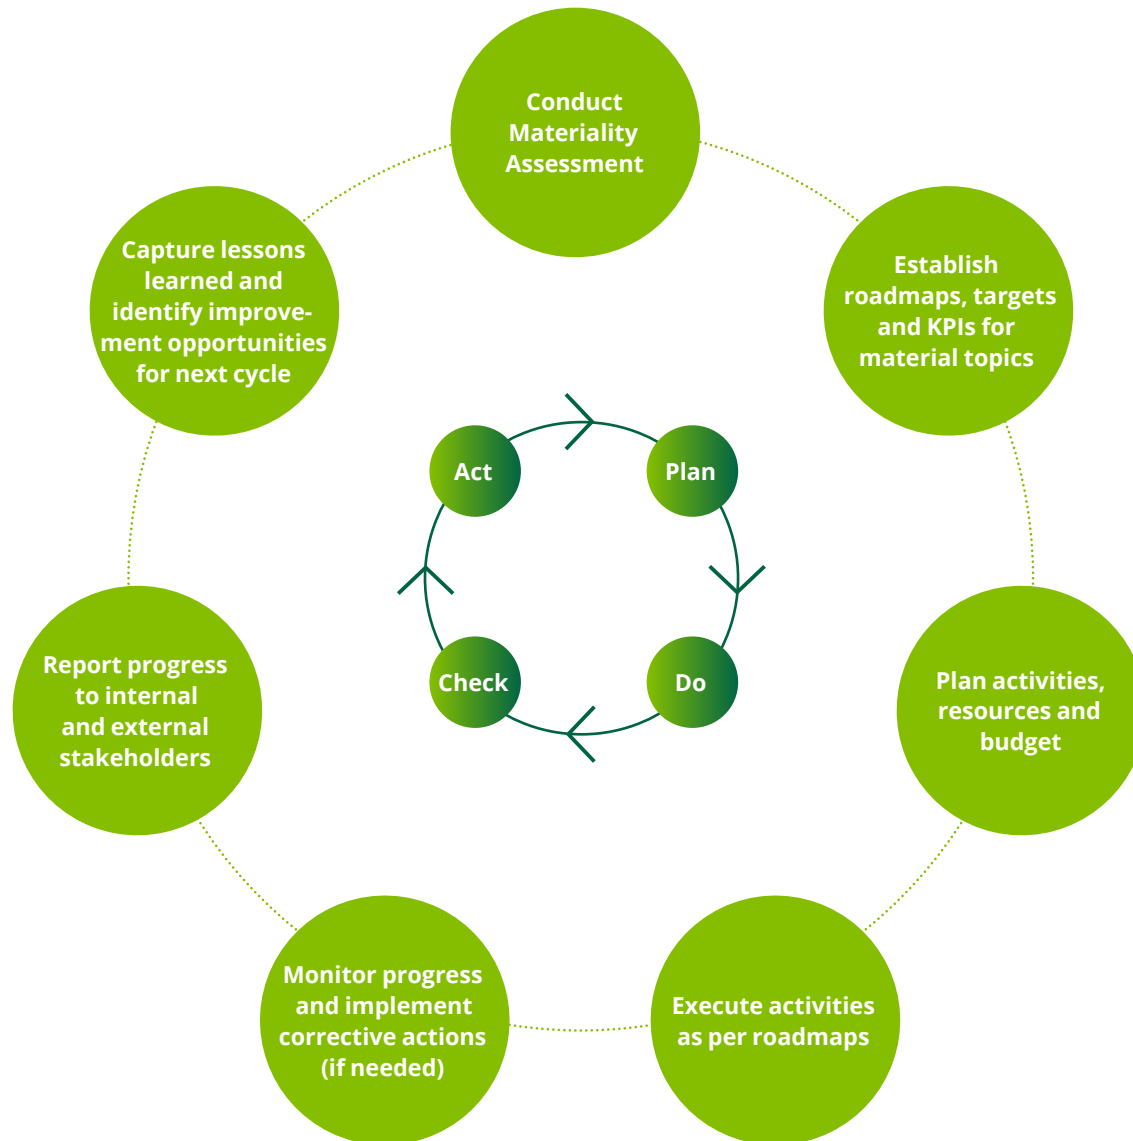 Conduct
Materiality
Assessment
Establish
roadmaps, targets
and KPIs for
material topics
Plan activities,
resources and
budget
Execute activities
as per roadmaps
Monitor progress
and implement
corrective actions
(if needed)
Report progress
to internal
and external
stakeholders
Capture lessons
learned and
identify improve-
ment opportunities
for next cycle
Act
Plan
Do
Check